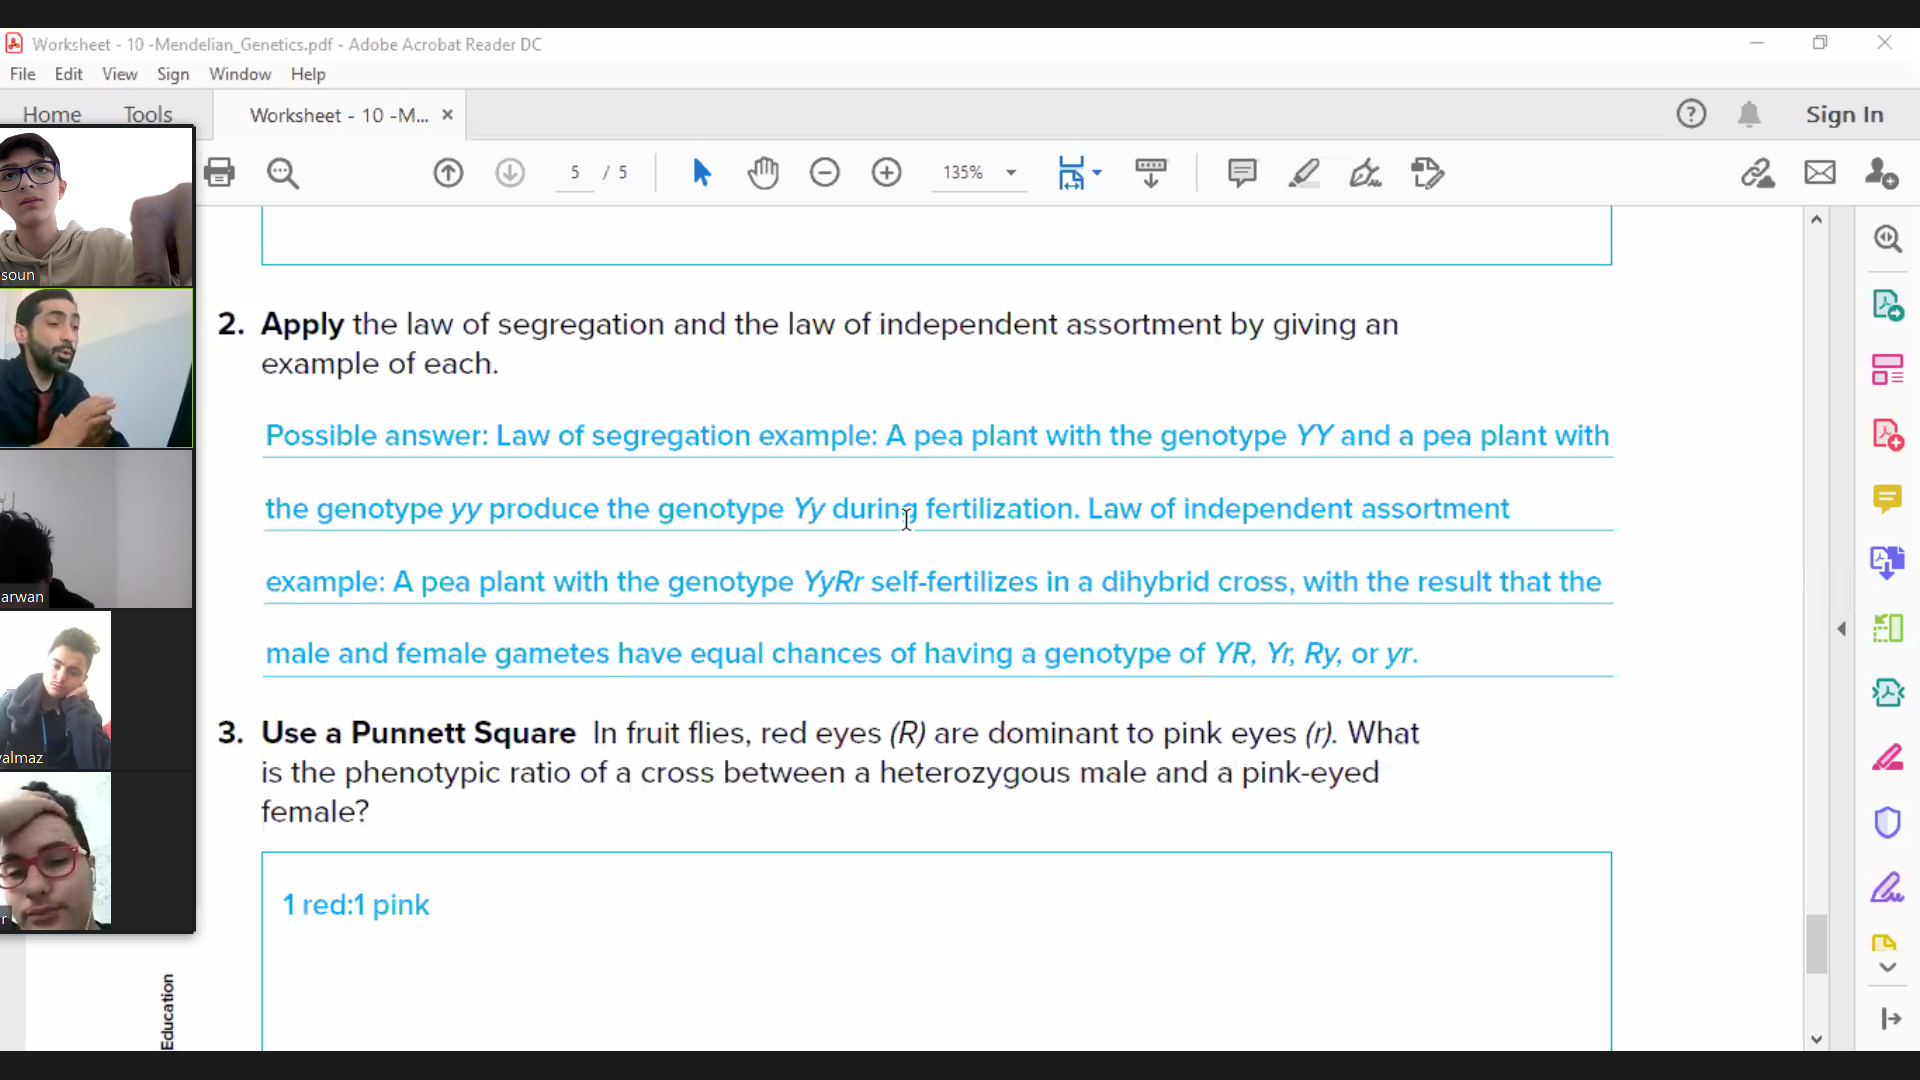 Worksheet - 10 -Mendelian_Genetics.pdf - Adobe Acrobat Reader DC
File Edit View Sign Window Help
Home Tools Worksheet - 10 -M... Sign In
5 / 5 135%
soun
arwan
valmaz
r
2. Apply the law of segregation and the law of independent assortment by giving an
example of each.
Possible answer: Law of segregation example: A pea plant with the genotype YY and a pea plant with
the genotype yy produce the genotype Yy during fertilization. Law of independent assortment
example: A pea plant with the genotype YyRr self-fertilizes in a dihybrid cross, with the result that the
male and female gametes have equal chances of having a genotype of YR, Yr, Ry, or yr.
3. Use a Punnett Square In fruit flies, red eyes (R) are dominant to pink eyes (r). What
is the phenotypic ratio of a cross between a heterozygous male and a pink-eyed
female?
1 red:1 pink
Education